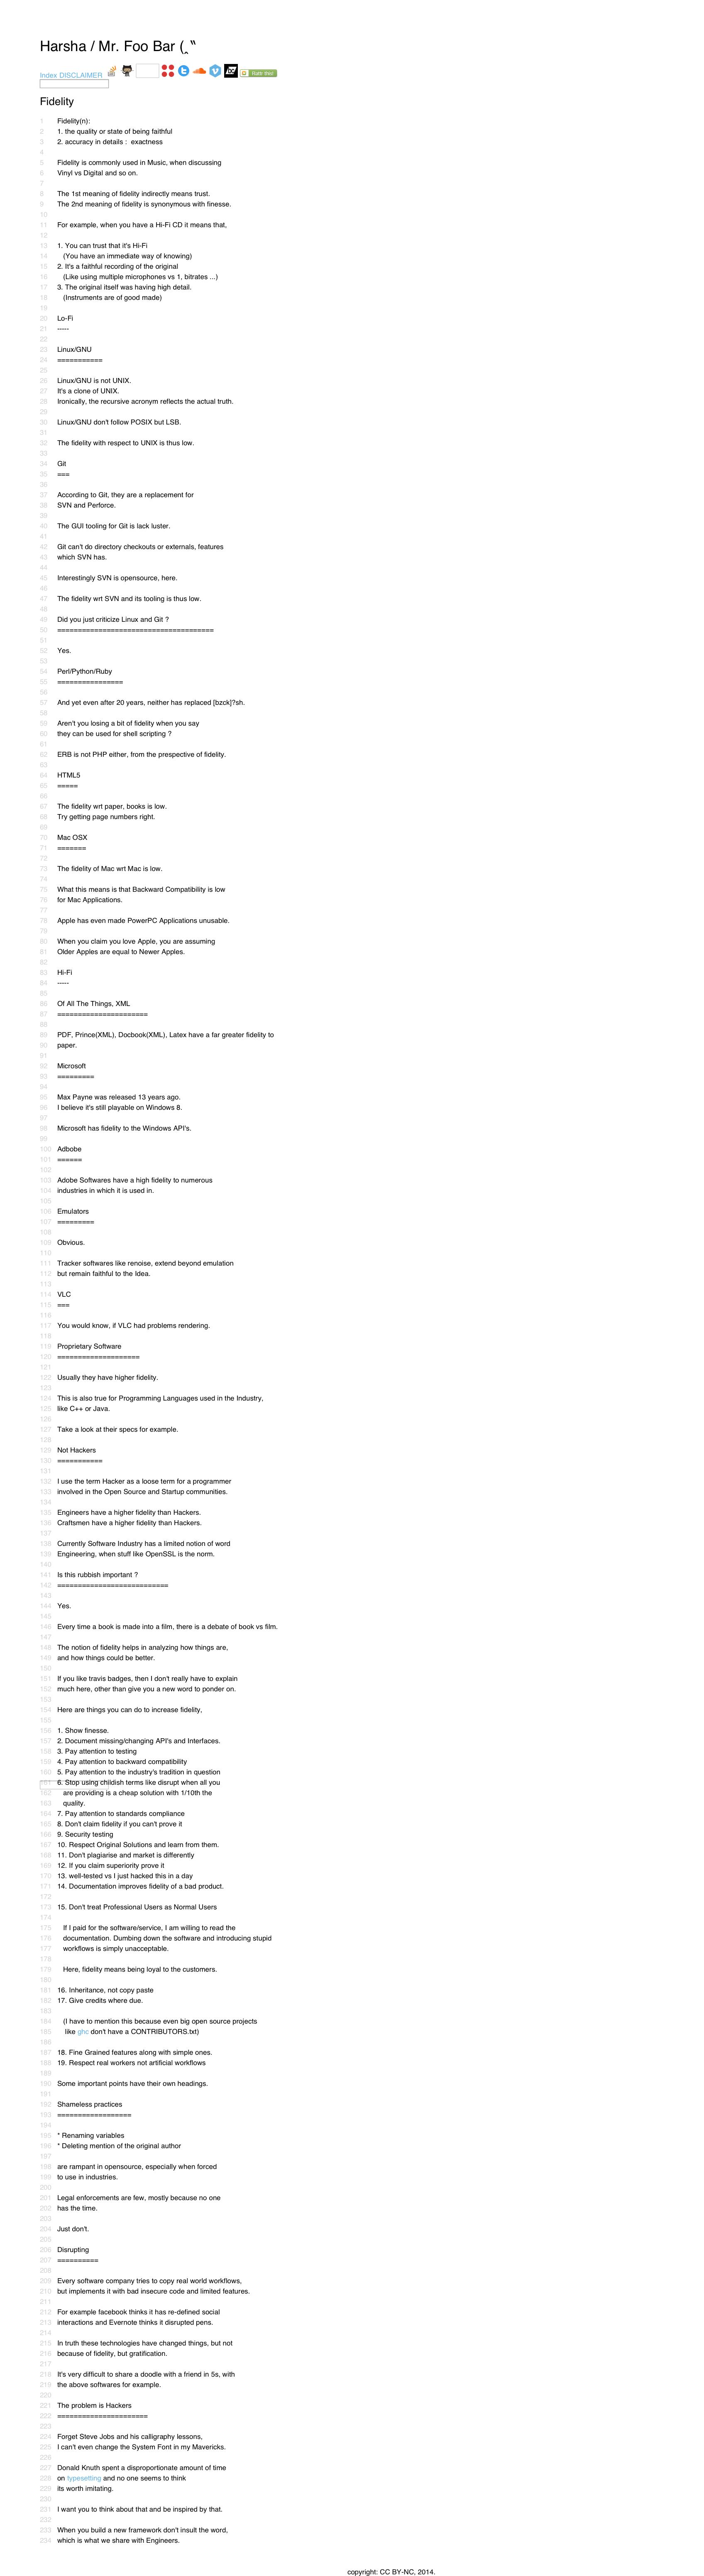 Harsha / Mr. Foo Bar (‿‶
Index DISCLAIMER
Fidelity
1 Fidelity(n):
2 1. the quality or state of being faithful
3 2. accuracy in details : exactness
4
5 Fidelity is commonly used in Music, when discussing
6 Vinyl vs Digital and so on.
7
8 The 1st meaning of fidelity indirectly means trust.
9 The 2nd meaning of fidelity is synonymous with finesse.
10
11 For example, when you have a Hi-Fi CD it means that,
12
13 1. You can trust that it's Hi-Fi
14 (You have an immediate way of knowing)
15 2. It's a faithful recording of the original
16 (Like using multiple microphones vs 1, bitrates ...)
17 3. The original itself was having high detail.
18 (Instruments are of good made)
19
20 Lo-Fi
21 -----
22
23 Linux/GNU
24 ===========
25
26 Linux/GNU is not UNIX.
27 It's a clone of UNIX.
28 Ironically, the recursive acronym reflects the actual truth.
29
30 Linux/GNU don't follow POSIX but LSB.
31
32 The fidelity with respect to UNIX is thus low.
33
34 Git
35 ===
36
37 According to Git, they are a replacement for
38 SVN and Perforce.
39
40 The GUI tooling for Git is lack luster.
41
42 Git can't do directory checkouts or externals, features
43 which SVN has.
44
45 Interestingly SVN is opensource, here.
46
47 The fidelity wrt SVN and its tooling is thus low.
48
49 Did you just criticize Linux and Git ?
50 ======================================
51
52 Yes.
53
54 Perl/Python/Ruby
55 ================
56
57 And yet even after 20 years, neither has replaced [bzck]?sh.
58
59 Aren't you losing a bit of fidelity when you say
60 they can be used for shell scripting ?
61
62 ERB is not PHP either, from the prespective of fidelity.
63
64 HTML5
65 =====
66
67 The fidelity wrt paper, books is low.
68 Try getting page numbers right.
69
70 Mac OSX
71 =======
72
73 The fidelity of Mac wrt Mac is low.
74
75 What this means is that Backward Compatibility is low
76 for Mac Applications.
77
78 Apple has even made PowerPC Applications unusable.
79
80 When you claim you love Apple, you are assuming
81 Older Apples are equal to Newer Apples.
82
83 Hi-Fi
84 -----
85
86 Of All The Things, XML
87 ======================
88
89 PDF, Prince(XML), Docbook(XML), Latex have a far greater fidelity to
90 paper.
91
92 Microsoft
93 =========
94
95 Max Payne was released 13 years ago.
96 I believe it's still playable on Windows 8.
97
98 Microsoft has fidelity to the Windows API's.
99
100 Adbobe
101 ======
102
103 Adobe Softwares have a high fidelity to numerous
104 industries in which it is used in.
105
106 Emulators
107 =========
108
109 Obvious.
110
111 Tracker softwares like renoise, extend beyond emulation
112 but remain faithful to the Idea.
113
114 VLC
115 ===
116
117 You would know, if VLC had problems rendering.
118
119 Proprietary Software
120 ====================
121
122 Usually they have higher fidelity.
123
124 This is also true for Programming Languages used in the Industry,
125 like C++ or Java.
126
127 Take a look at their specs for example.
128
129 Not Hackers
130 ===========
131
132 I use the term Hacker as a loose term for a programmer
133 involved in the Open Source and Startup communities.
134
135 Engineers have a higher fidelity than Hackers.
136 Craftsmen have a higher fidelity than Hackers.
137
138 Currently Software Industry has a limited notion of word
139 Engineering, when stuff like OpenSSL is the norm.
140
141 Is this rubbish important ?
142 ===========================
143
144 Yes.
145
146 Every time a book is made into a film, there is a debate of book vs film.
147
148 The notion of fidelity helps in analyzing how things are,
149 and how things could be better.
150
151 If you like travis badges, then I don't really have to explain
152 much here, other than give you a new word to ponder on.
153
154 Here are things you can do to increase fidelity,
155
156 1. Show finesse.
157 2. Document missing/changing API's and Interfaces.
158 3. Pay attention to testing
159 4. Pay attention to backward compatibility
160 5. Pay attention to the industry's tradition in question
161 6. Stop using childish terms like disrupt when all you
162 are providing is a cheap solution with 1/10th the
163 quality.
164 7. Pay attention to standards compliance
165 8. Don't claim fidelity if you can't prove it
166 9. Security testing
167 10. Respect Original Solutions and learn from them.
168 11. Don't plagiarise and market is differently
169 12. If you claim superiority prove it
170 13. well-tested vs I just hacked this in a day
171 14. Documentation improves fidelity of a bad product.
172
173 15. Don't treat Professional Users as Normal Users
174
175 If I paid for the software/service, I am willing to read the
176 documentation. Dumbing down the software and introducing stupid
177 workflows is simply unacceptable.
178
179 Here, fidelity means being loyal to the customers.
180
181 16. Inheritance, not copy paste
182 17. Give credits where due.
183
184 (I have to mention this because even big open source projects
185 like ghc don't have a CONTRIBUTORS.txt)
186
187 18. Fine Grained features along with simple ones.
188 19. Respect real workers not artificial workflows
189
190 Some important points have their own headings.
191
192 Shameless practices
193 ==================
194
195 * Renaming variables
196 * Deleting mention of the original author
197
198 are rampant in opensource, especially when forced
199 to use in industries.
200
201 Legal enforcements are few, mostly because no one
202 has the time.
203
204 Just don't.
205
206 Disrupting
207 ==========
208
209 Every software company tries to copy real world workflows,
210 but implements it with bad insecure code and limited features.
211
212 For example facebook thinks it has re-defined social
213 interactions and Evernote thinks it disrupted pens.
214
215 In truth these technologies have changed things, but not
216 because of fidelity, but gratification.
217
218 It's very difficult to share a doodle with a friend in 5s, with
219 the above softwares for example.
220
221 The problem is Hackers
222 ======================
223
224 Forget Steve Jobs and his calligraphy lessons,
225 I can't even change the System Font in my Mavericks.
226
227 Donald Knuth spent a disproportionate amount of time
228 on typesetting and no one seems to think
229 its worth imitating.
230
231 I want you to think about that and be inspired by that.
232
233 When you build a new framework don't insult the word,
234 which is what we share with Engineers.
copyright: CC BY-NC, 2014.